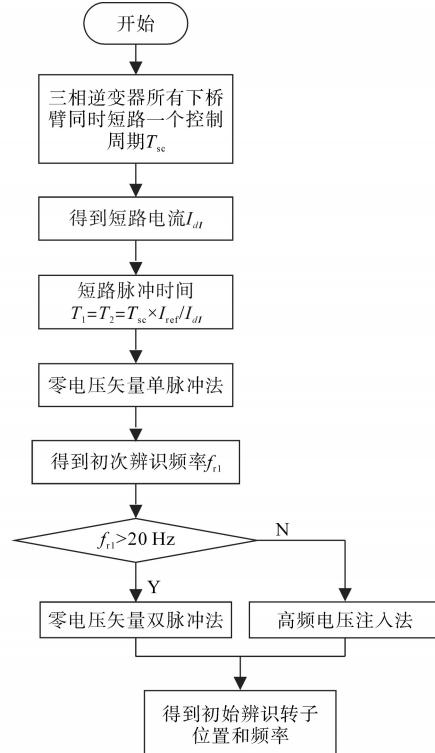 开始
三相逆变器所有下桥
臂同时短路一个控制
周期Tsc
得到短路电流IdI
短路脉冲时间
T1=T2=Tsc×Iref/IdI
零电压矢量单脉冲法
得到初次辨识频率fr1
fr1>20 Hz
N
Y
零电压矢量双脉冲法
高频电压注入法
得到初始辨识转子
位置和频率